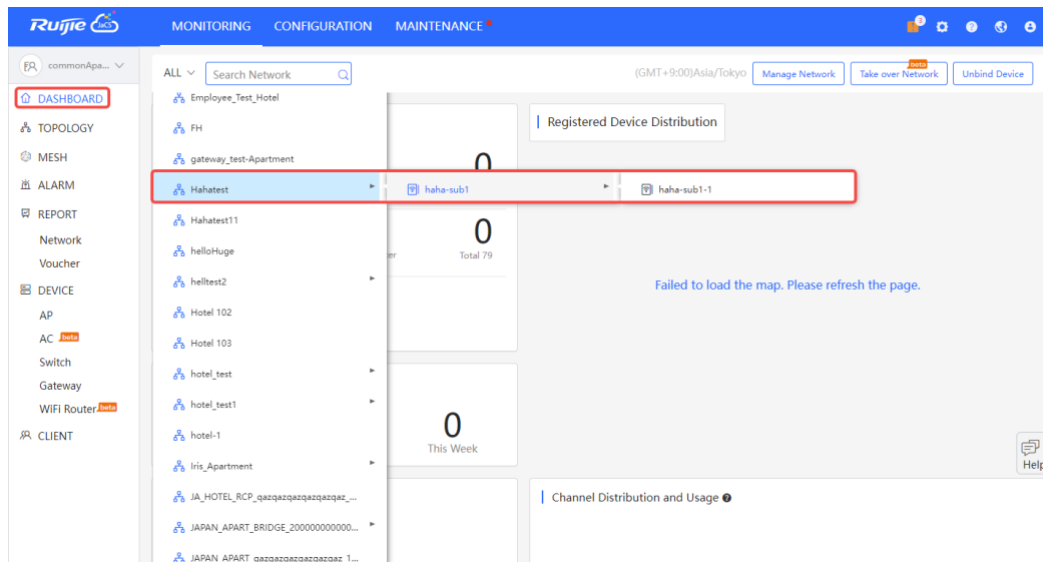 Ruijie JaCS
MONITORING CONFIGURATION MAINTENANCE
3
commonApa...
ALL
Search Network
(GMT+9:00)Asia/Tokyo
Manage Network
beta
Take over Network
Unbind Device
DASHBOARD
TOPOLOGY
MESH
ALARM
REPORT
Network
Voucher
DEVICE
AP
AC beta
Switch
Gateway
WiFi Router beta
CLIENT
Employee_Test_Hotel
FH
gateway_test-Apartment
Hahatest
haha-sub1
haha-sub1-1
Hahatest11
helloHuge
helltest2
Hotel 102
Hotel 103
hotel_test
hotel_test1
hotel-1
Iris_Apartment
JA_HOTEL_RCP_qazqazqazqazqazqaz_...
JAPAN_APART_BRIDGE_200000000000...
JAPAN_APART_qazqazqazqazqazqaz_1...
0
0
Total 79
0
This Week
Registered Device Distribution
Failed to load the map. Please refresh the page.
Help
Channel Distribution and Usage